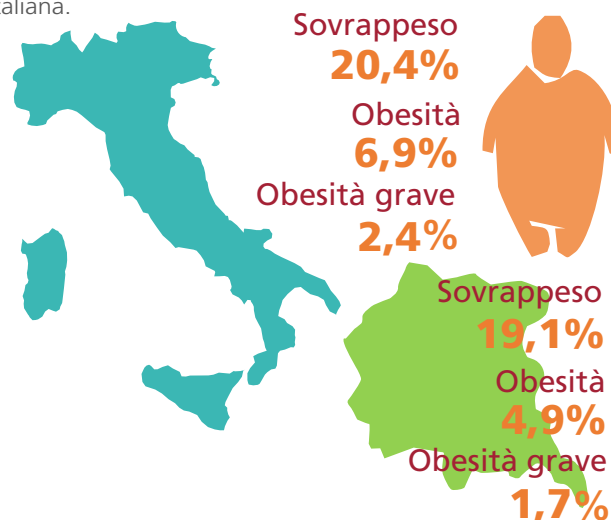 taliana.
Sovrappeso
20,4%
Obesità
6,9%
Obesità grave
2,4%
Sovrappeso
19,1%
Obesità
4,9%
Obesità grave
1,7%